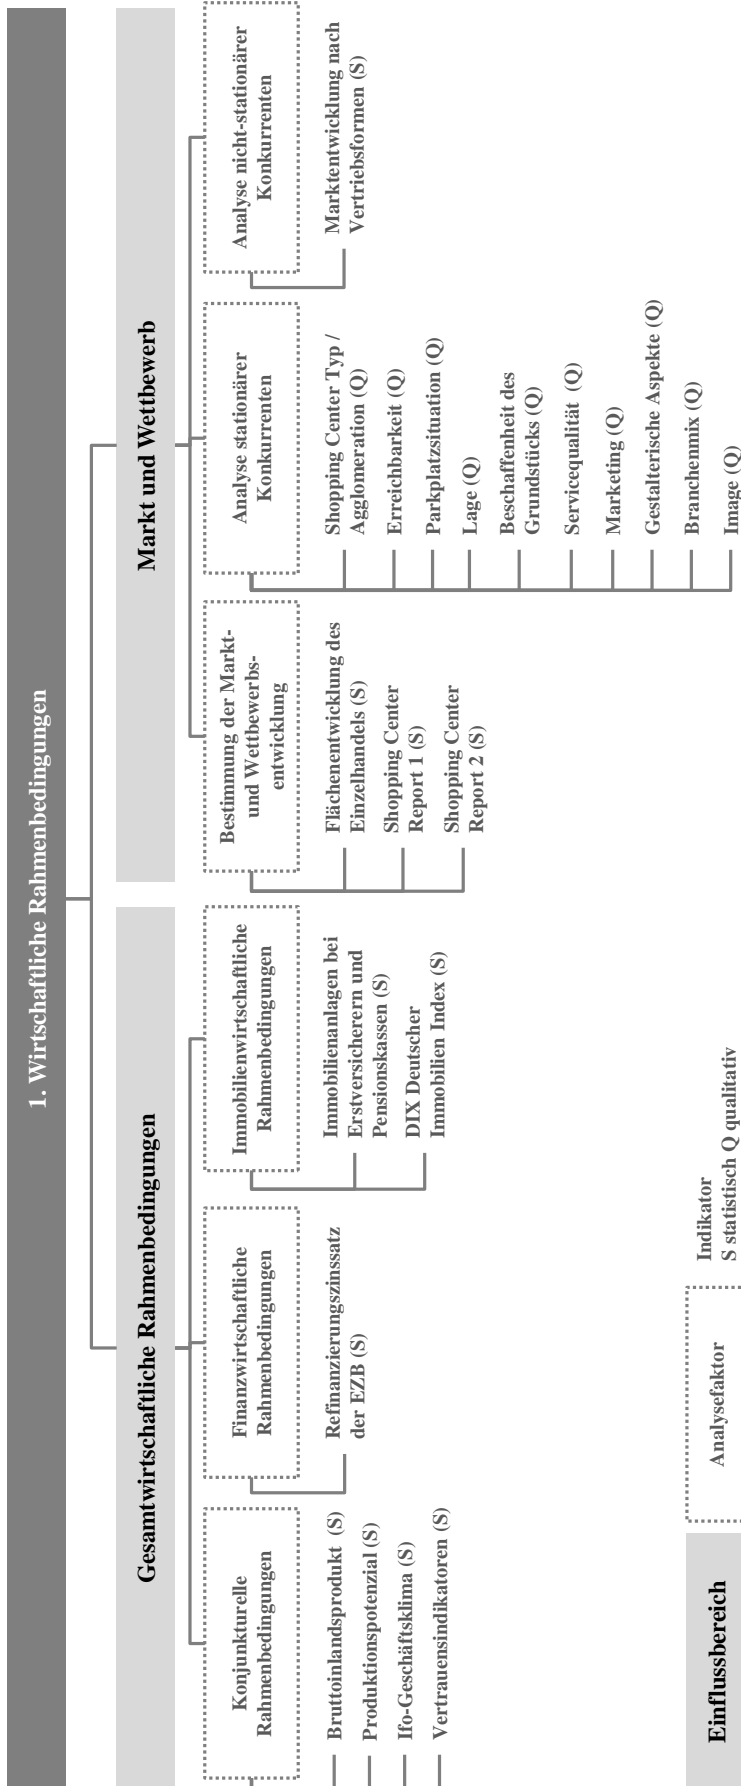 1. Wirtschaftliche Rahmenbedingungen
Gesamtwirtschaftliche Rahmenbedingungen
Konjunkturelle
Rahmenbedingungen
Bruttoinlandsprodukt (S)
Produktionspotenzial (S)
Ifo-Geschäftsklima (S)
Vertrauensindikatoren (S)
Finanzwirtschaftliche
Rahmenbedingungen
Refinanzierungszinssatz
der EZB (S)
Immobilienwirtschaftliche
Rahmenbedingungen
Immobilienanlagen bei
Erstversicherern und
Pensionskassen (S)
DIX Deutscher
Immobilien Index (S)
Markt und Wettbewerb
Bestimmung der Markt-
und Wettbewerbs-
entwicklung
Flächenentwicklung des
Einzelhandels (S)
Shopping Center
Report 1 (S)
Shopping Center
Report 2 (S)
Analyse stationärer
Konkurrenten
Shopping Center Typ /
Agglomeration (Q)
Erreichbarkeit (Q)
Parkplatzsituation (Q)
Lage (Q)
Beschaffenheit des
Grundstücks (Q)
Servicequalität (Q)
Marketing (Q)
Gestalterische Aspekte (Q)
Branchenmix (Q)
Image (Q)
Analyse nicht-stationärer
Konkurrenten
Marktentwicklung nach
Vertriebsformen (S)
Einflussbereich
Analysefaktor
Indikator
S statistisch Q qualitativ